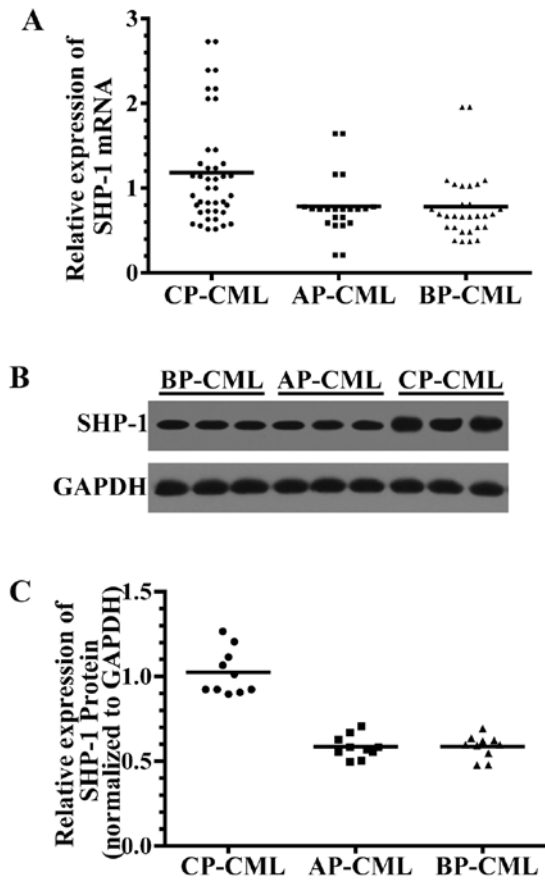 A
Relative expression of
SHP-1 mRNA
3
2
1
0
CP-CML AP-CML BP-CML
B
BP-CML AP-CML CP-CML
SHP-1
GAPDH
C
Relative expression of
SHP-1 Protein
(normalized to GAPDH)
1.5
1.0
0.5
0.0
CP-CML AP-CML BP-CML